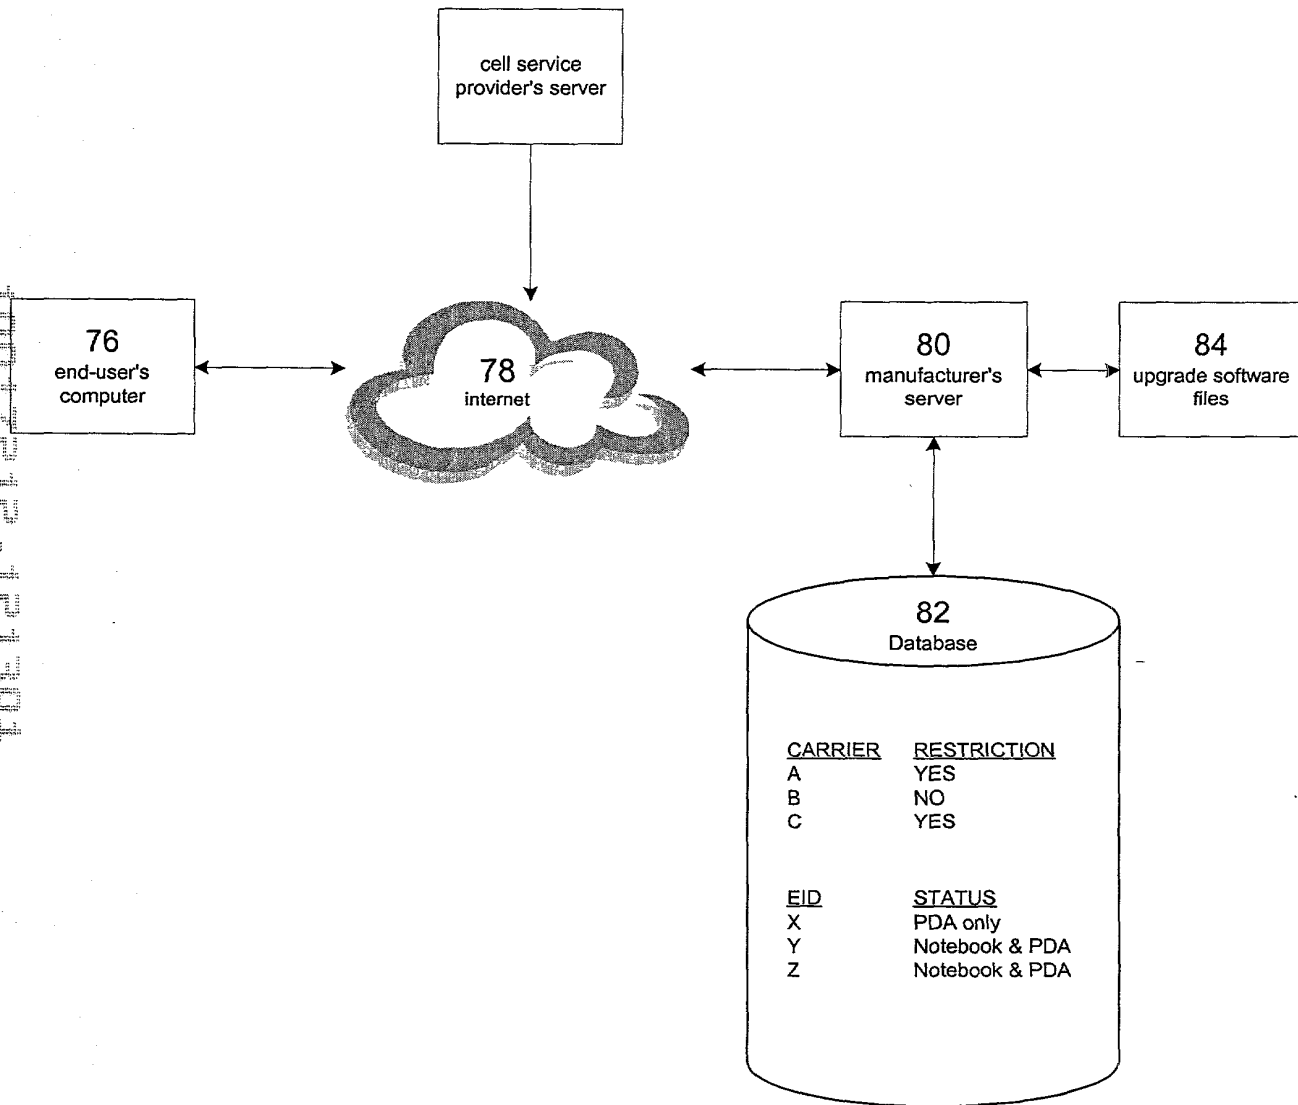 cell service
provider's server
76
end-user's
computer
78
internet
80
manufacturer's
server
84
upgrade software
files
82
Database
CARRIER RESTRICTION
A YES
B NO
C YES
EID STATUS
X PDA only
Y Notebook & PDA
Z Notebook & PDA